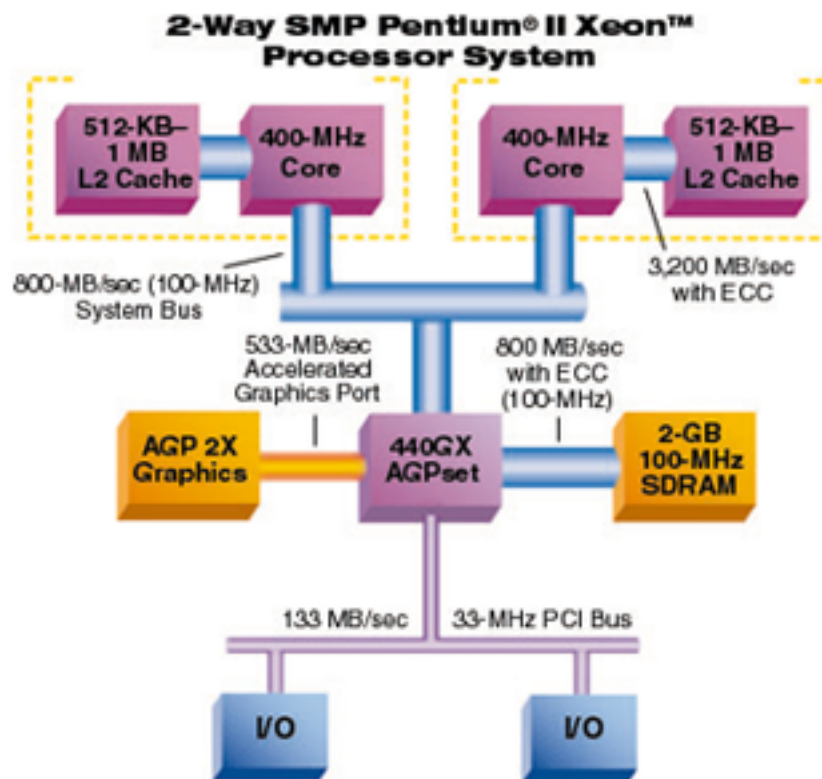 2-Way SMP Pentium® II Xeon™
Processor System
512-KB–
1 MB
L2 Cache
400-MHz
Core
400-MHz
Core
512-KB–
1 MB
L2 Cache
800-MB/sec (100-MHz)
System Bus
3,200 MB/sec
with ECC
533-MB/sec
Accelerated
Graphics Port
800 MB/sec
with ECC
(100-MHz)
AGP 2X
Graphics
440GX
AGPset
2-GB
100-MHz
SDRAM
133 MB/sec
33-MHz PCI Bus
I/O
I/O